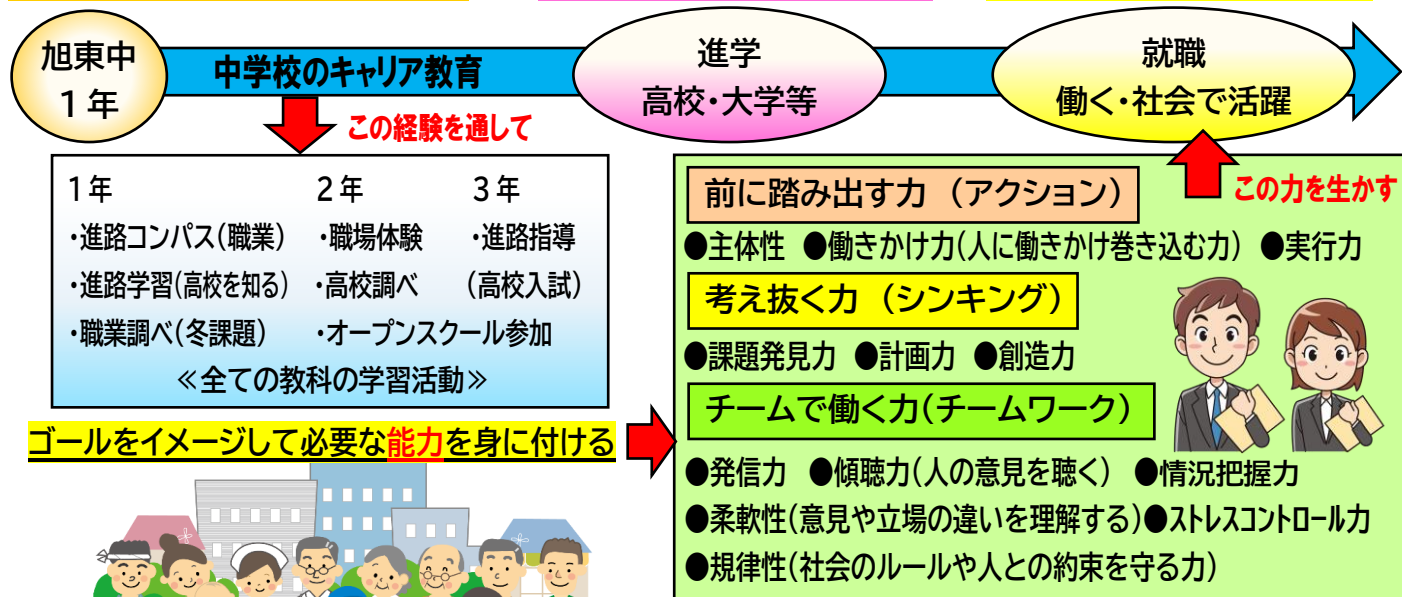 旭東中
1年
中学校のキャリア教育
進学
高校・大学等
就職
働く・社会で活躍
この経験を通して
1年 2年 3年
・進路コンパス(職業) ・職場体験 ・進路指導
・進路学習(高校を知る) ・高校調べ (高校入試)
・職業調べ(冬課題) ・オープンスクール参加
≪全ての教科の学習活動≫
ゴールをイメージして必要な能力を身に付ける
この力を生かす
前に踏み出す力 (アクション)
●主体性 ●働きかけ力(人に働きかけ巻き込む力) ●実行力
考え抜く力 (シンキング)
●課題発見力 ●計画力 ●創造力
チームで働く力(チームワーク)
●発信力 ●傾聴力(人の意見を聴く) ●情況把握力
●柔軟性(意見や立場の違いを理解する)●ストレスコントロール力
●規律性(社会のルールや人との約束を守る力)